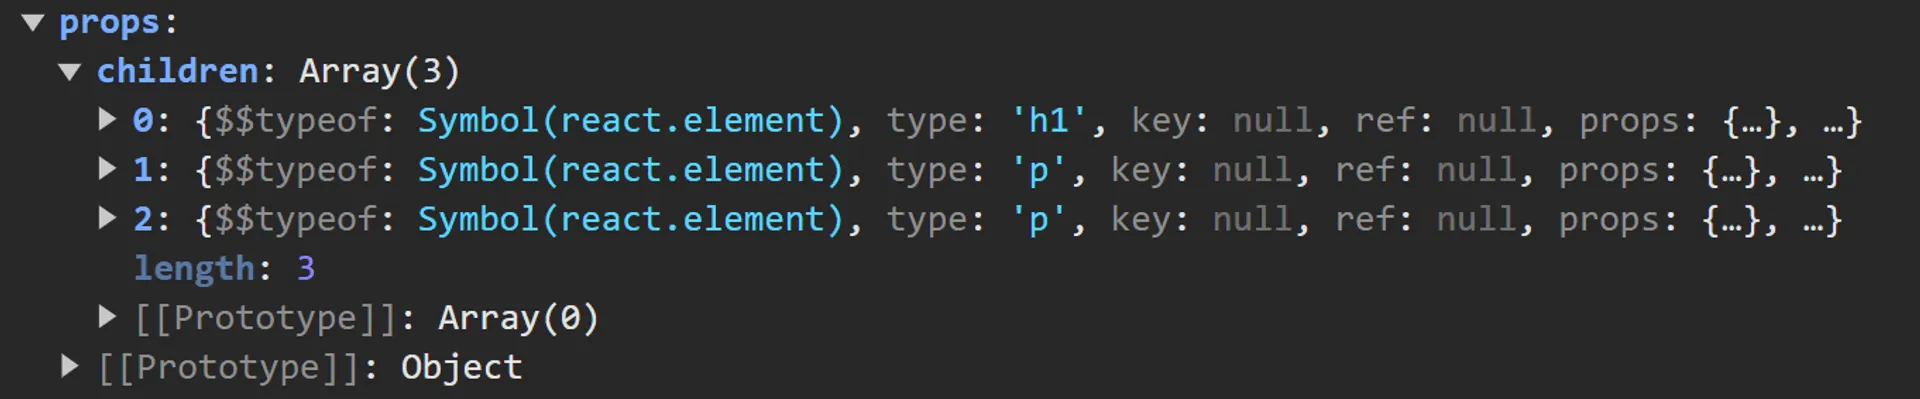 props:
children: Array(3)
0: {$$typeof: Symbol(react.element), type: 'h1', key: null, ref: null, props: {…}, …}
1: {$$typeof: Symbol(react.element), type: 'p', key: null, ref: null, props: {…}, …}
2: {$$typeof: Symbol(react.element), type: 'p', key: null, ref: null, props: {…}, …}
length: 3
[[Prototype]]: Array(0)
[[Prototype]]: Object